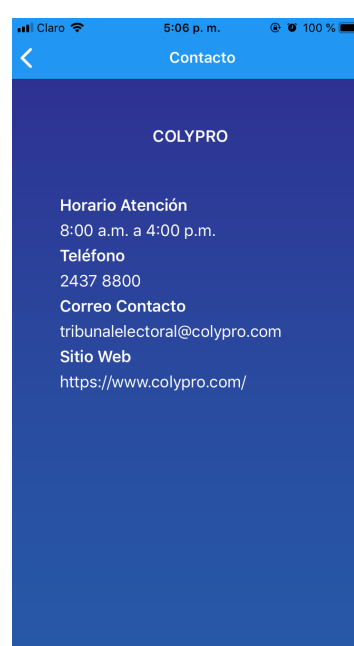 Claro 5:06 p. m. 100 %
Contacto
COLYPRO
Horario Atención
8:00 a.m. a 4:00 p.m.
Teléfono
2437 8800
Correo Contacto
tribunalelectoral@colypro.com
Sitio Web
https://www.colypro.com/